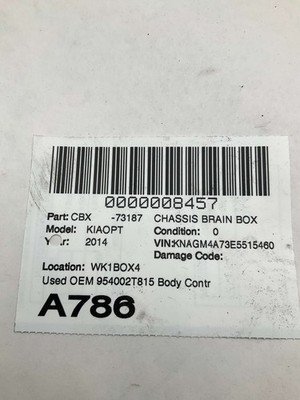 0000008457
Part: CBX -73187 CHASSIS BRAIN BOX
Model: KIAOPT Condition: 0
2014 VIN:KNAGM4A73E5515460
Damage Code:
Location: WK1BOX4
Used OEM 954002T815 Body Contr
A786